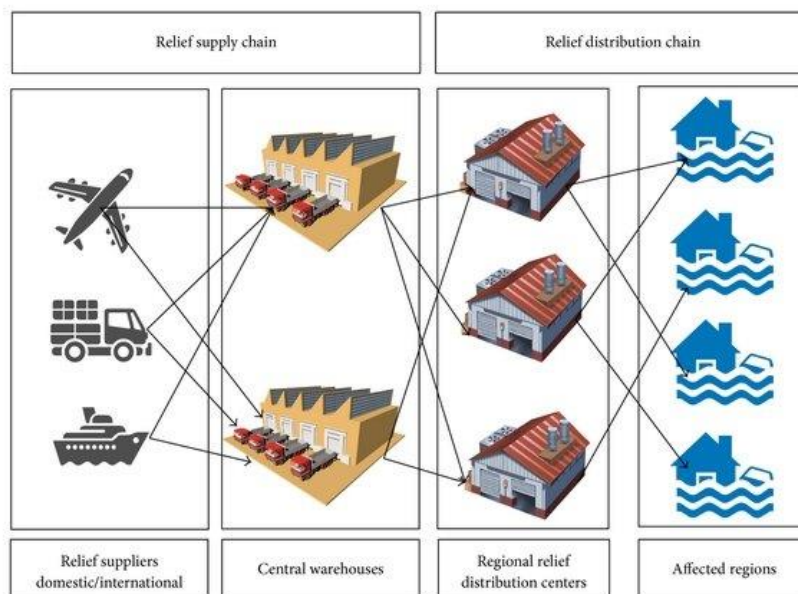 Relief supply chain
Relief distribution chain
Relief suppliers
domestic/international
Central warehouses
Regional relief
distribution centers
Affected regions